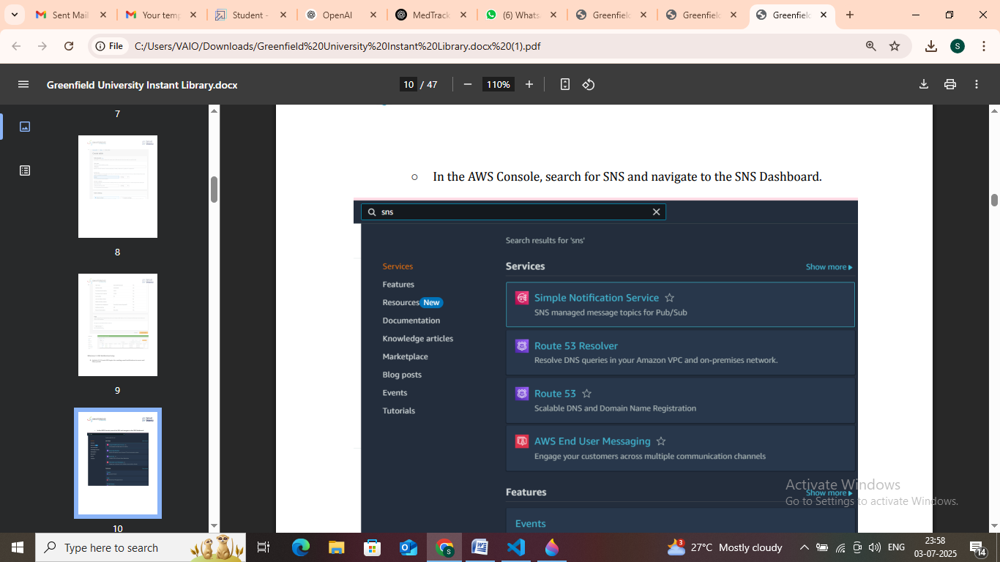 Sent Mail
Your temp
Student -
OpenAI
MedTrack
(6) Whats
Greenfiel
Greenfiel
Greenfiel
File
C:/Users/VAIO/Downloads/Greenfield%20University%20Instant%20Library.docx%20(1).pdf
S
Greenfield University Instant Library.docx
10 / 47
110%
7
8
9
10
In the AWS Console, search for SNS and navigate to the SNS Dashboard.
sns
Search results for 'sns'
Services
Features
Resources New
Documentation
Knowledge articles
Marketplace
Blog posts
Events
Tutorials
Services
Show more
Simple Notification Service
SNS managed message topics for Pub/Sub
Route 53 Resolver
Resolve DNS queries in your Amazon VPC and on-premises network.
Route 53
Scalable DNS and Domain Name Registration
AWS End User Messaging
Engage your customers across multiple communication channels
Features
Show more
Events
Activate Windows
Go to Settings to activate Windows.
Type here to search
3
27°C Mostly cloudy
ENG
23:58
03-07-2025
14